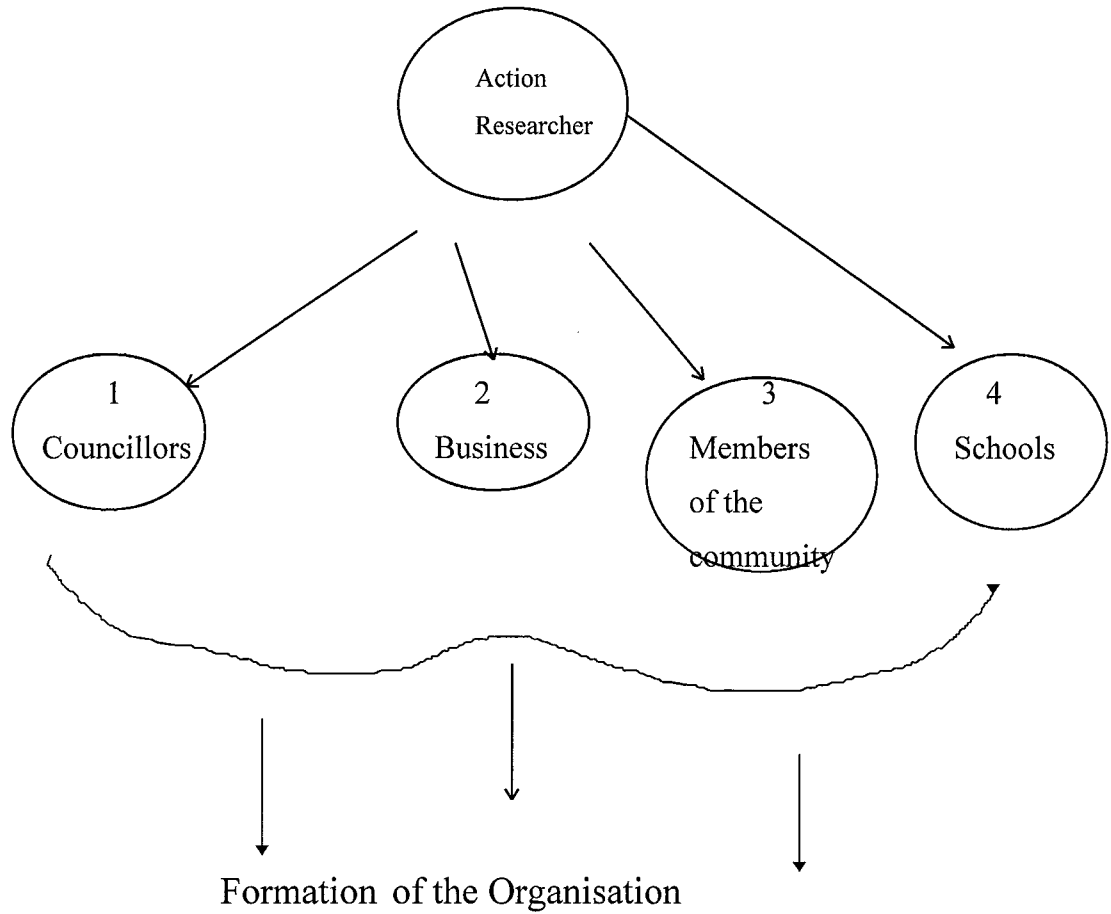 Action
Researcher
1
Councillors
2
Business
3
Members
of the
community
4
Schools
Formation of the Organisation